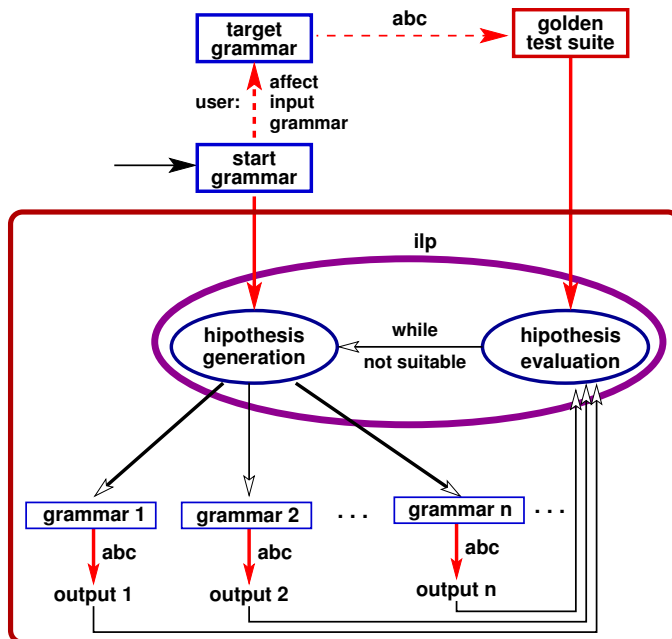 target
grammar
abc
golden
test suite
user:
affect
input
grammar
start
grammar
ilp
hipothesis
generation
while
not suitable
hipothesis
evaluation
grammar 1
grammar 2
. . .
grammar n
. . .
abc
abc
abc
output 1
output 2
output n